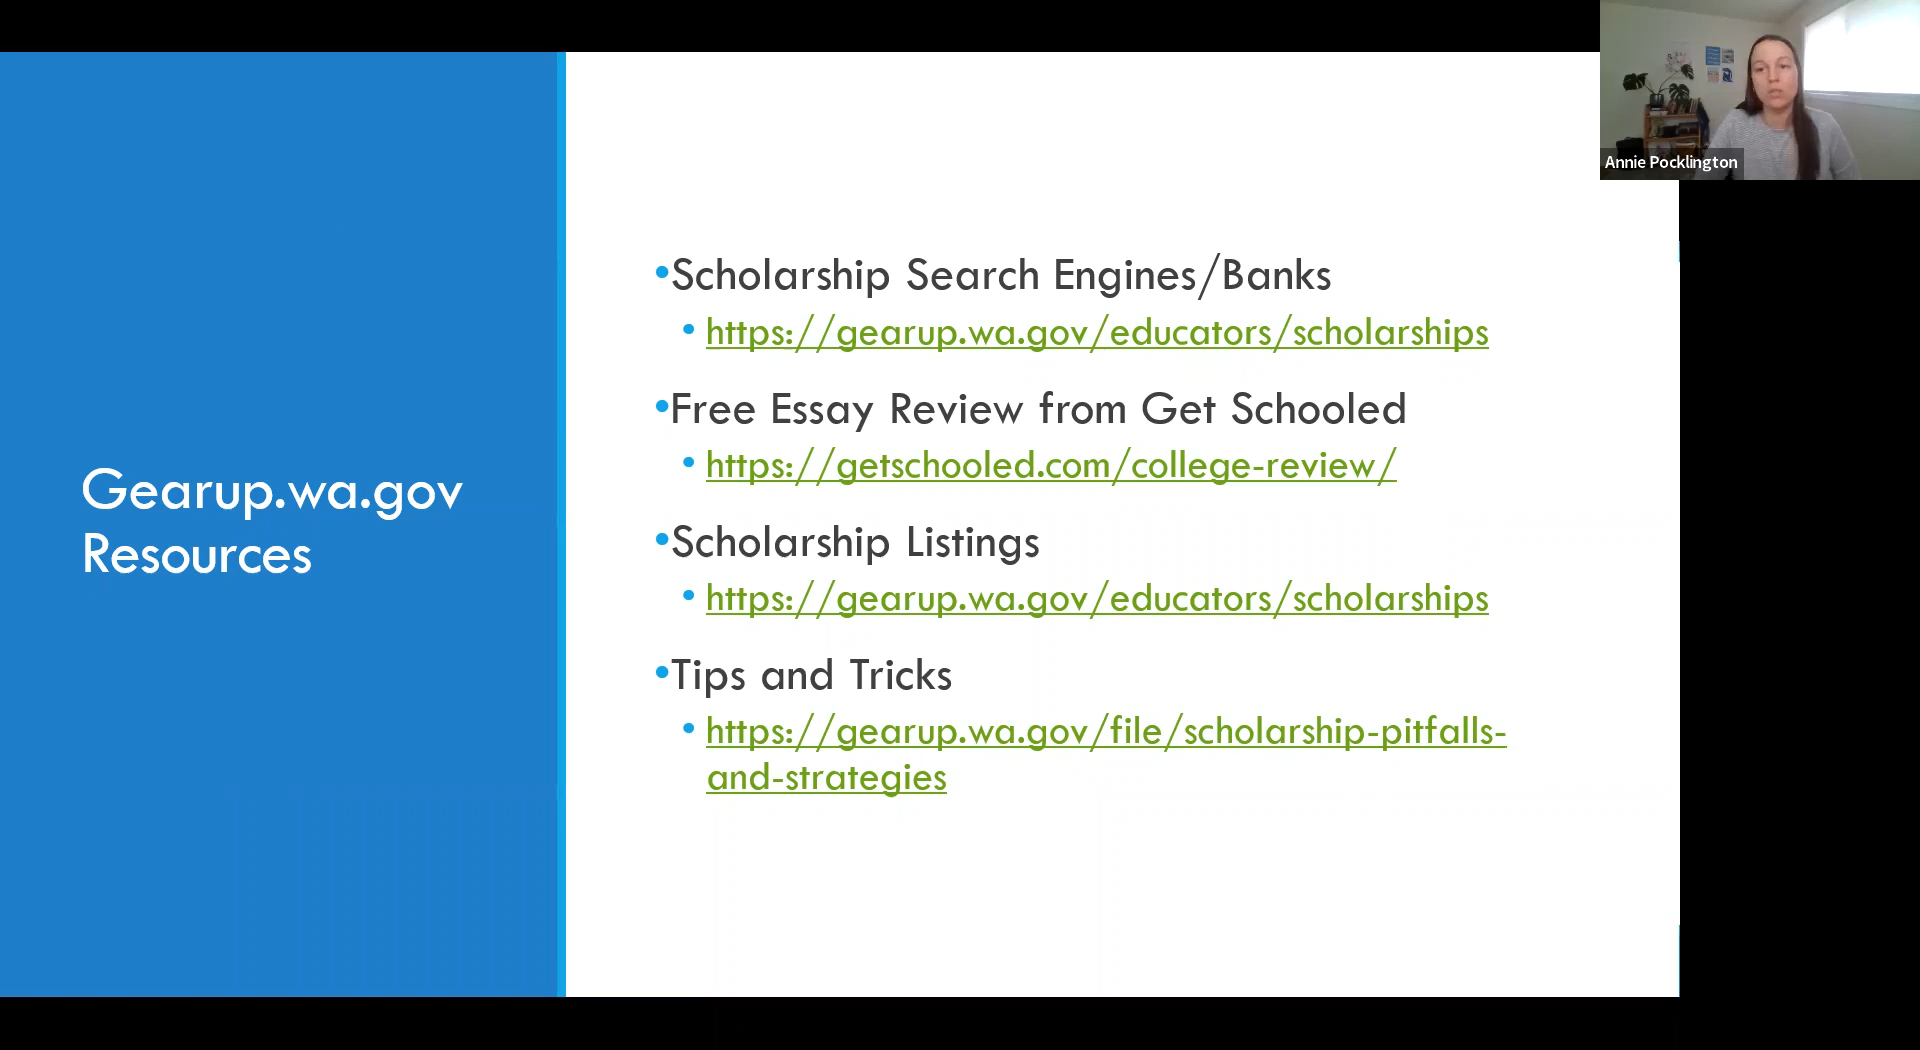 Gearup.wa.gov
Resources
•Scholarship Search Engines/Banks
• https://gearup.wa.gov/educators/scholarships
•Free Essay Review from Get Schooled
• https://getschooled.com/college-review/
•Scholarship Listings
• https://gearup.wa.gov/educators/scholarships
•Tips and Tricks
• https://gearup.wa.gov/file/scholarship-pitfalls-
and-strategies
Annie Pocklington